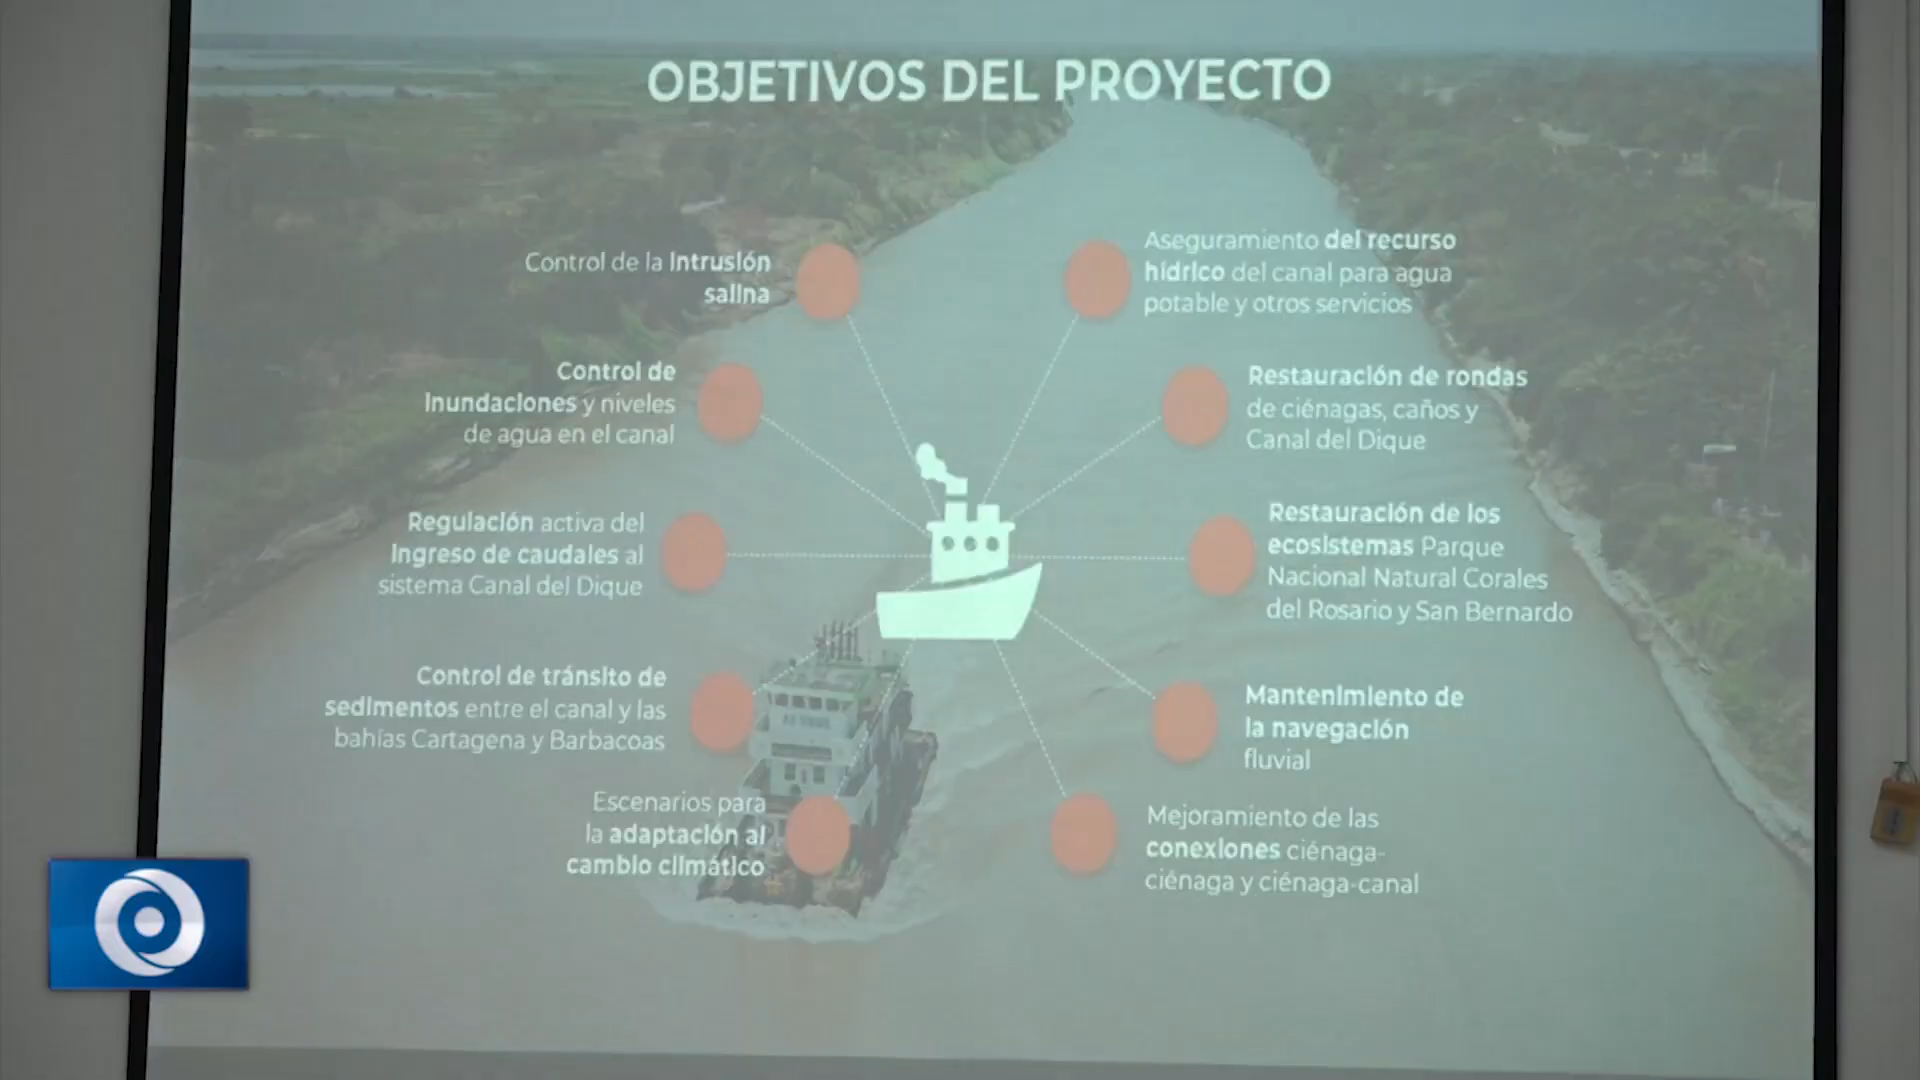 OBJETIVOS DEL PROYECTO
Control de la intrusión
salina
Control de
inundaciones y niveles
de agua en el canal
Regulación activa del
ingreso de caudales al
sistema Canal del Dique
Control de tránsito de
sedimentos entre el canal y las
bahías Cartagena y Barbacoas
Escenarios para
la adaptación al
cambio climático
Aseguramiento del recurso
hídrico del canal para agua
potable y otros servicios
Restauración de rondas
de ciénagas, caños y
Canal del Dique
Restauración de los
ecosistemas Parque
Nacional Natural Corales
del Rosario y San Bernardo
Mantenimiento de
la navegación
fluvial
Mejoramiento de las
conexiones ciénaga-
ciénaga y ciénaga-canal